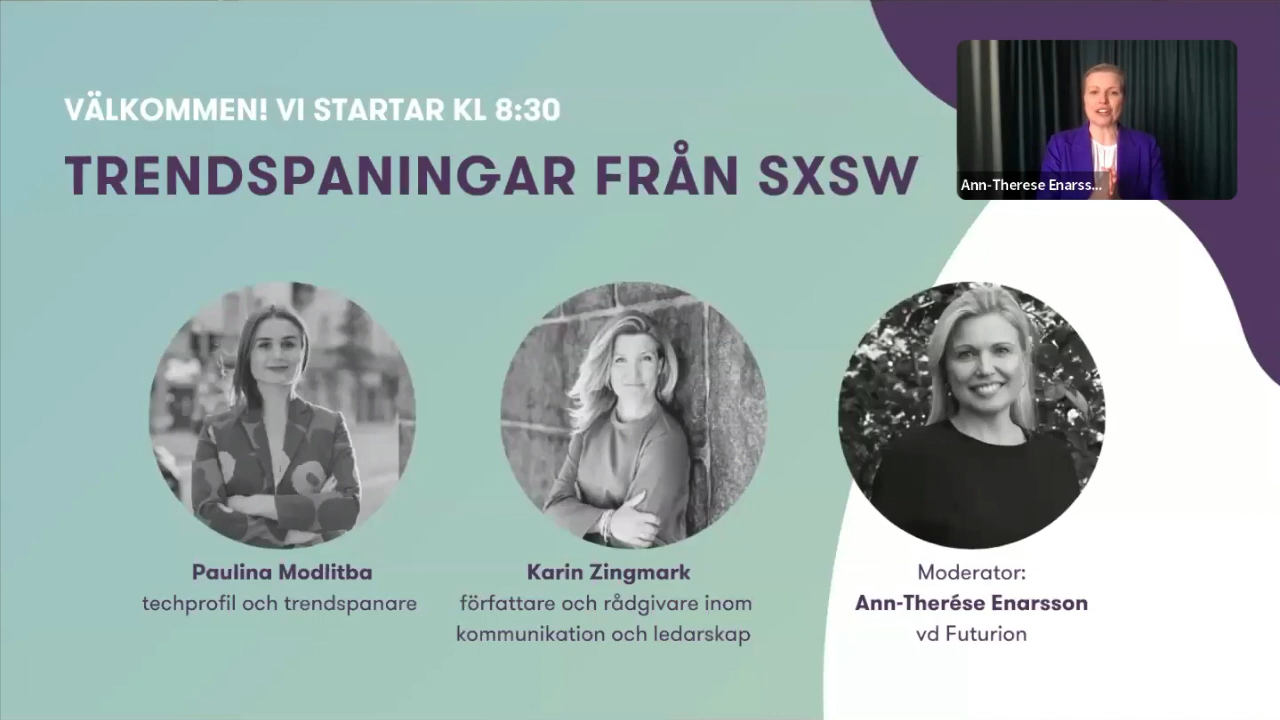 VÄLKOMMEN! VI STARTAR KL 8:30
TRENDSPANINGAR FRÅN SXSW
Ann-Therese Enarss...
Paulina Modlitba
techprofil och trendspanare
Karin Zingmark
författare och rådgivare inom
kommunikation och ledarskap
Moderator:
Ann-Therése Enarsson
vd Futurion